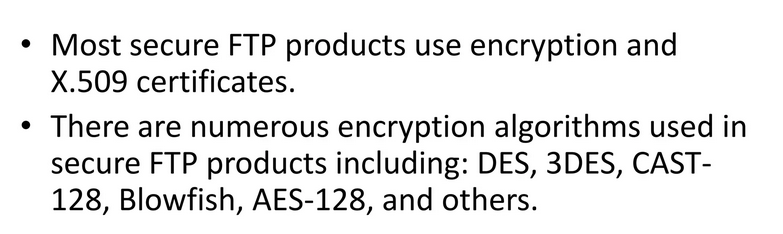 • Most secure FTP products use encryption and
X.509 certificates.
• There are numerous encryption algorithms used in
secure FTP products including: DES, 3DES, CAST-
128, Blowfish, AES-128, and others.